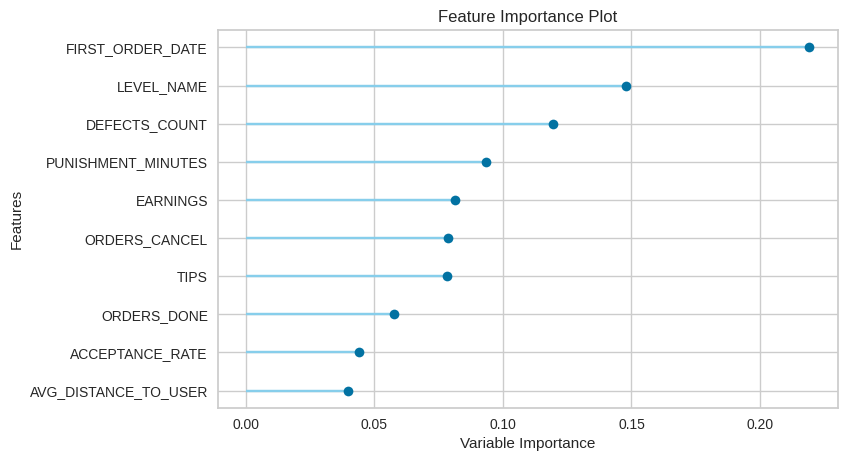 Feature Importance Plot
Features
FIRST_ORDER_DATE
LEVEL_NAME
DEFECTS_COUNT
PUNISHMENT_MINUTES
EARNINGS
ORDERS_CANCEL
TIPS
ORDERS_DONE
ACCEPTANCE_RATE
AVG_DISTANCE_TO_USER
0.00 0.05 0.10 0.15 0.20
Variable Importance